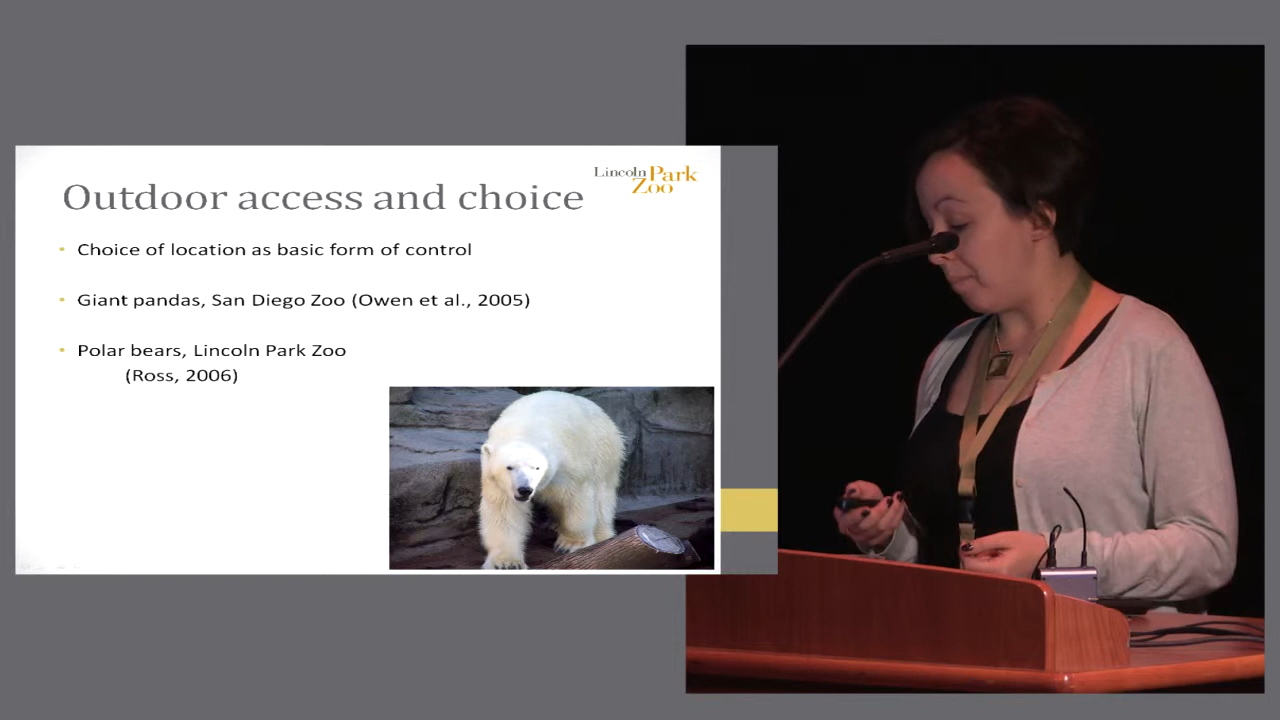 Lincoln Park
Zoo
Outdoor access and choice
• Choice of location as basic form of control
• Giant pandas, San Diego Zoo (Owen et al., 2005)
• Polar bears, Lincoln Park Zoo
(Ross, 2006)